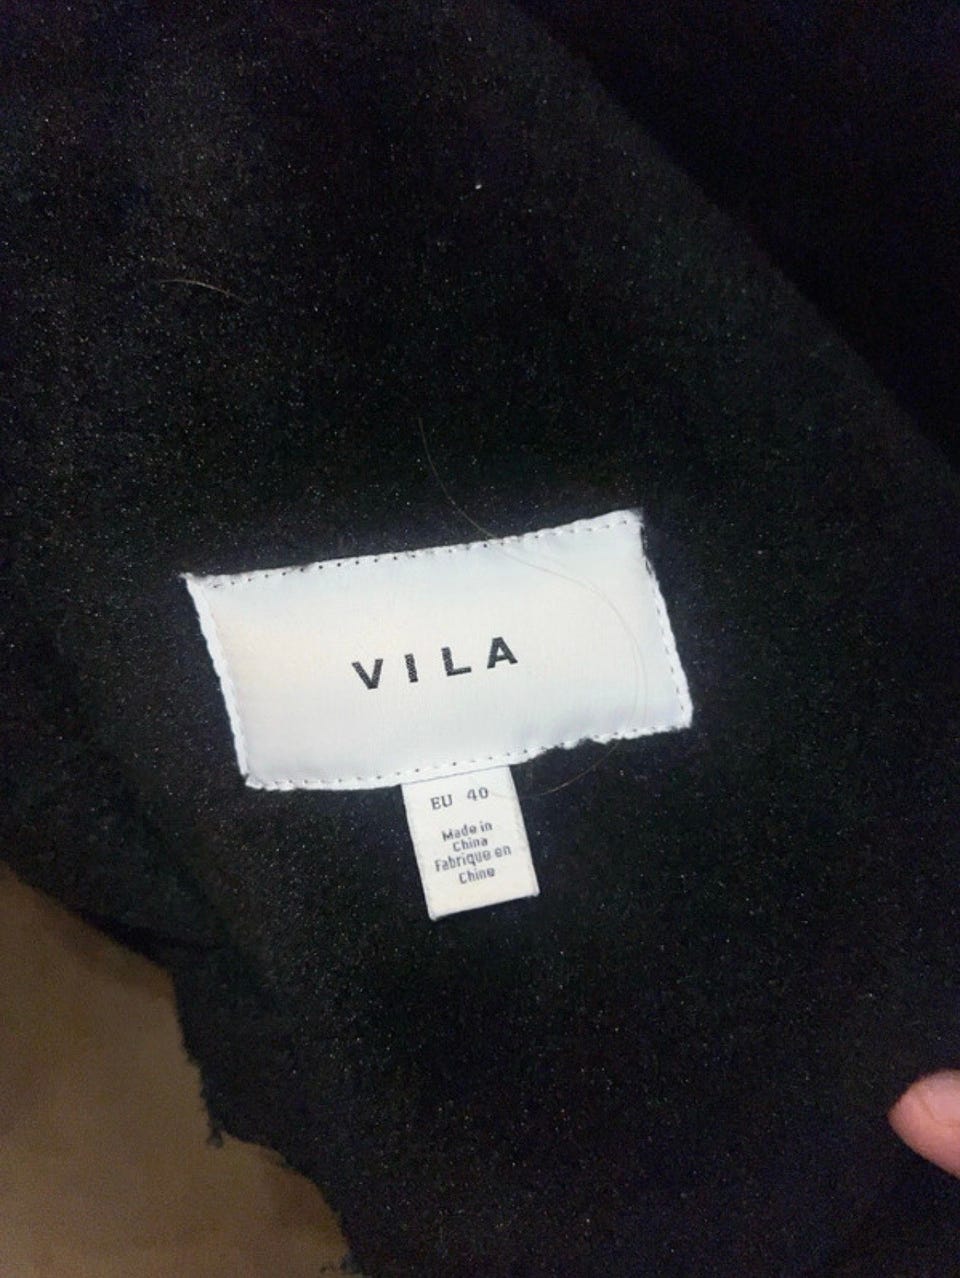 VILA
EU 40
Made in
China
Fabriqué en
Chine